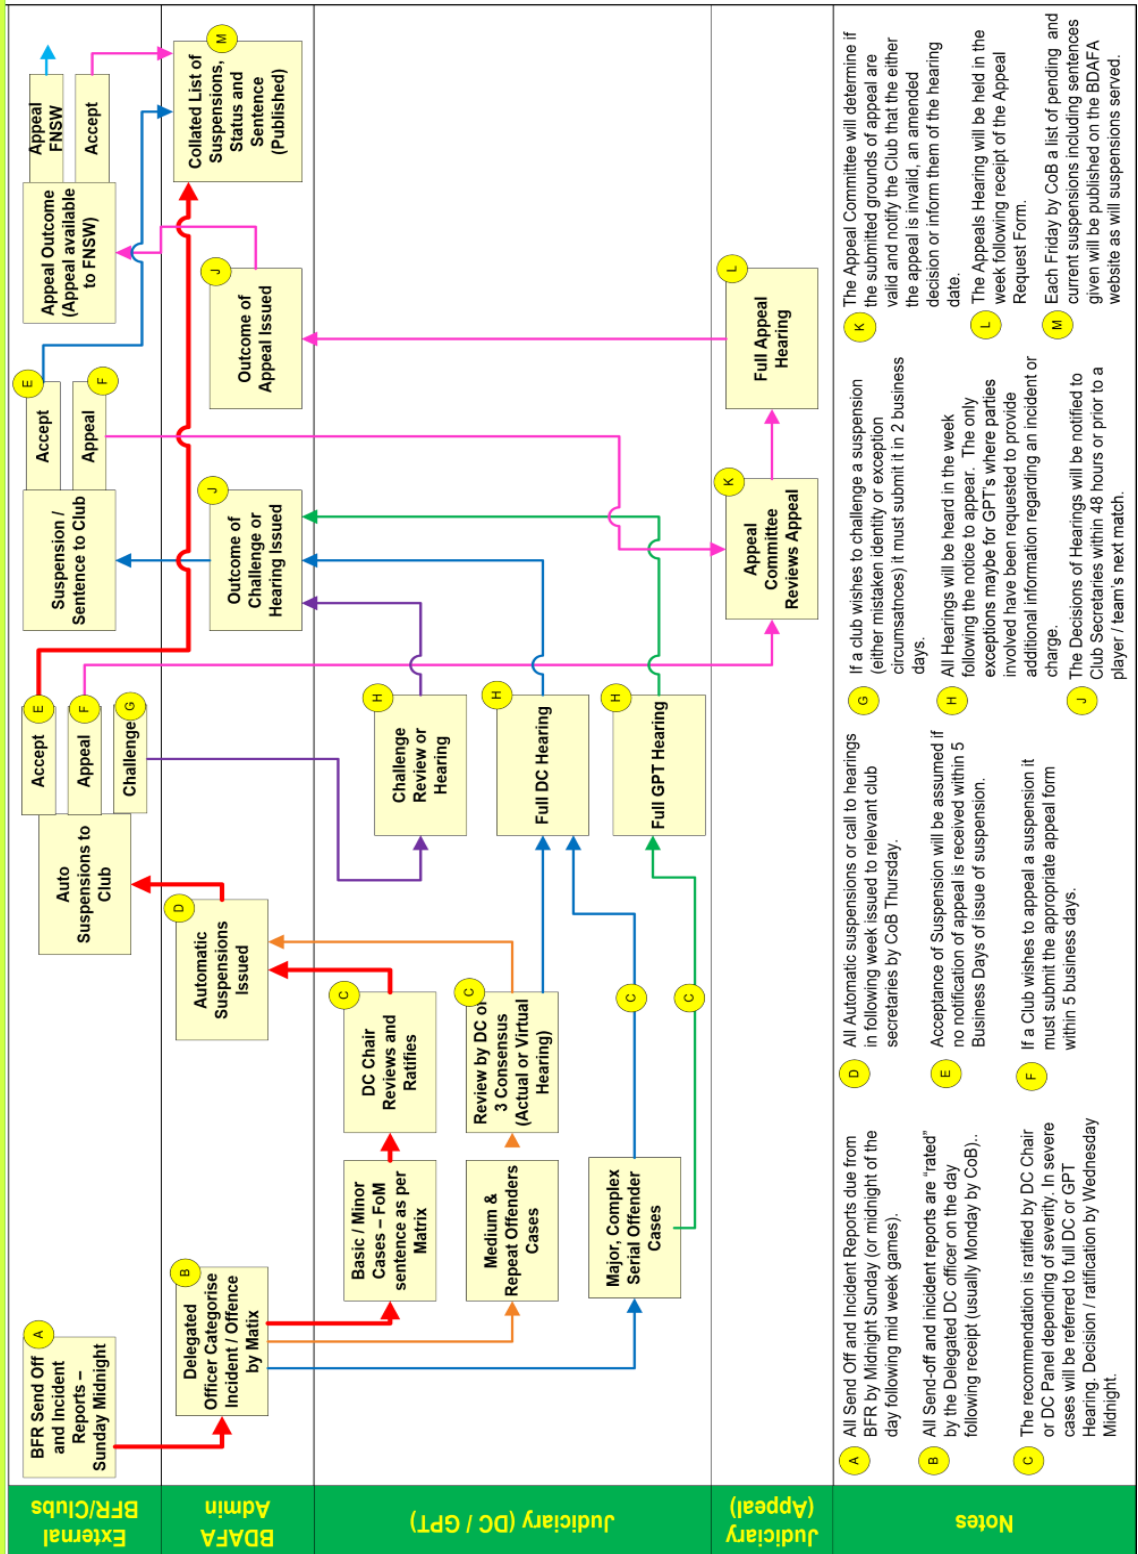 External
BFR/Clubs
BFR Send Off
and Incident
Reports –
Sunday Midnight
A
Auto
Suspensions to
Club
Accept
E
Appeal
F
Challenge
G
Suspension /
Sentence to Club
Accept
E
Appeal
F
Appeal Outcome
(Appeal available
to FNSW)
Appeal
FNSW
Accept
BDAFA
Admin
Delegated
Officer Categorise
Incident / Offence
by Matix
B
Automatic
Suspensions
Issued
D
Outcome of
Challenge or
Hearing Issued
J
Outcome of
Appeal Issued
J
Collated List of
Suspensions,
Status and
Sentence
(Published)
M
Judiciary (DC / GPT)
Basic / Minor
Cases – FoM
sentence as per
Matrix
DC Chair
Reviews and
Ratifies
C
Challenge
Review or
Hearing
H
Medium &
Repeat Offenders
Cases
Review by DC or
3 Consensus
(Actual or Virtual
Hearing)
C
Full DC Hearing
H
Major, Complex
Serial Offender
Cases
C
C
Full GPT Hearing
H
Judiciary
(Appeal)
Appeal
Committee
Reviews Appeal
K
Full Appeal
Hearing
L
Notes
A
All Send Off and Incident Reports due from
BFR by Midnight Sunday (or midnight of the
day following mid week games).
B
All Send-off and inicident reports are “rated”
by the Delegated DC officer on the day
following receipt (usually Monday by CoB)..
C
The recommendation is ratified by DC Chair
or DC Panel depending of severity. In severe
cases will be referred to full DC or GPT
Hearing. Decision / ratification by Wednesday
Midnight.
D
All Automatic suspensions or call to hearings
in following week issued to relevant club
secretaries by CoB Thursday.
E
Acceptance of Suspension will be assumed if
no notification of appeal is received within 5
Business Days of issue of suspension.
F
If a Club wishes to appeal a suspension it
must submit the appropriate appeal form
within 5 business days.
G
If a club wishes to challenge a suspension
(either mistaken identity or exception
circumsatnces) it must submit it in 2 business
days.
H
All Hearings will be heard in the week
following the notice to appear. The only
exceptions maybe for GPT's where parties
involved have been requested to provide
additional information regarding an incident or
charge.
J
The Decisions of Hearings will be notified to
Club Secretaries within 48 hours or prior to a
player / team's next match.
K
The Appeal Committee will determine if
the submitted grounds of appeal are
valid and notify the Club that the either
the appeal is invalid, an amended
decision or inform them of the hearing
date.
L
The Appeals Hearing will be held in the
week following receipt of the Appeal
Request Form.
M
Each Friday by CoB a list of pending and
current suspensions including sentences
given will be published on the BDAFA
website as will suspensions served.